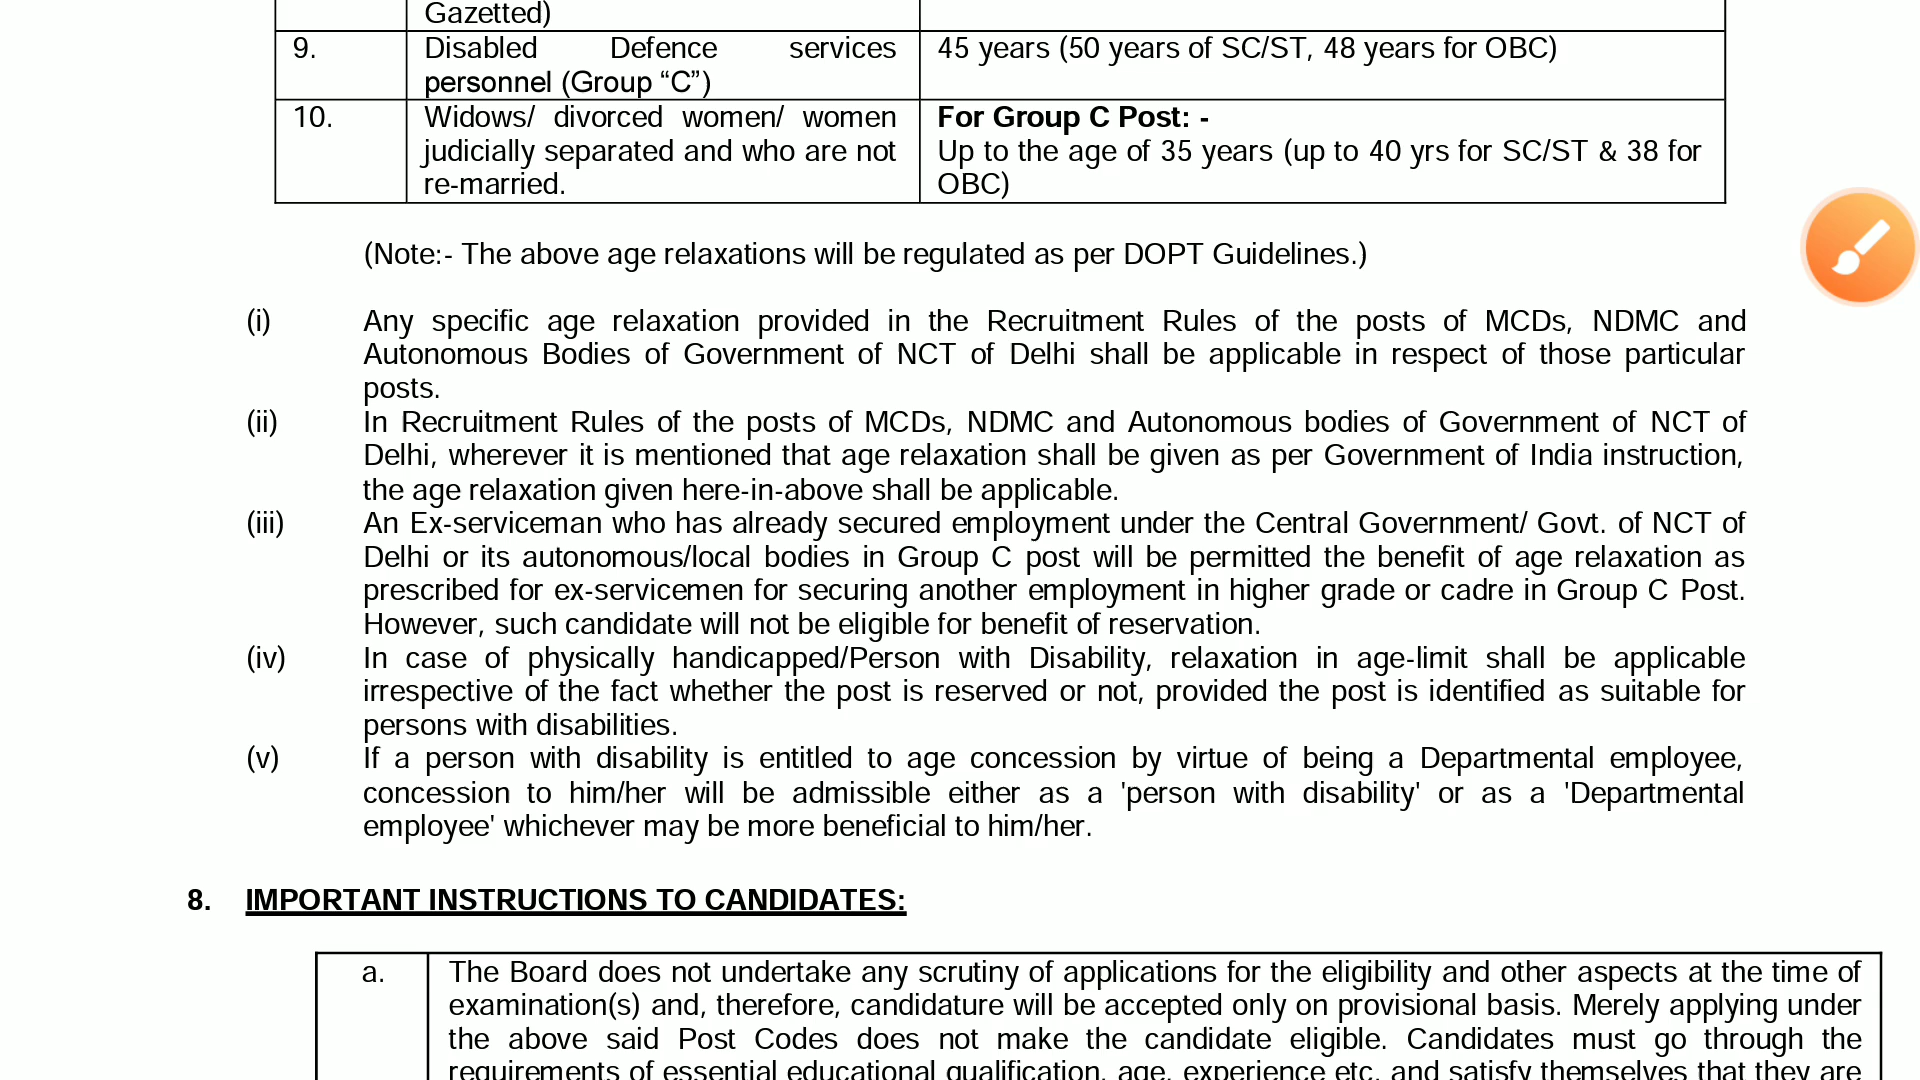 Gazetted)
9. Disabled Defence services 45 years (50 years of SC/ST, 48 years for OBC)
personnel (Group “C”)
10. Widows/ divorced women/ women For Group C Post: -
judicially separated and who are not Up to the age of 35 years (up to 40 yrs for SC/ST & 38 for
re-married. OBC)
(Note:- The above age relaxations will be regulated as per DOPT Guidelines.)
(i) Any specific age relaxation provided in the Recruitment Rules of the posts of MCDs, NDMC and
Autonomous Bodies of Government of NCT of Delhi shall be applicable in respect of those particular
posts.
(ii) In Recruitment Rules of the posts of MCDs, NDMC and Autonomous bodies of Government of NCT of
Delhi, wherever it is mentioned that age relaxation shall be given as per Government of India instruction,
the age relaxation given here-in-above shall be applicable.
(iii) An Ex-serviceman who has already secured employment under the Central Government/ Govt. of NCT of
Delhi or its autonomous/local bodies in Group C post will be permitted the benefit of age relaxation as
prescribed for ex-servicemen for securing another employment in higher grade or cadre in Group C Post.
However, such candidate will not be eligible for benefit of reservation.
(iv) In case of physically handicapped/Person with Disability, relaxation in age-limit shall be applicable
irrespective of the fact whether the post is reserved or not, provided the post is identified as suitable for
persons with disabilities.
(v) If a person with disability is entitled to age concession by virtue of being a Departmental employee,
concession to him/her will be admissible either as a 'person with disability' or as a 'Departmental
employee' whichever may be more beneficial to him/her.
8. IMPORTANT INSTRUCTIONS TO CANDIDATES:
a. The Board does not undertake any scrutiny of applications for the eligibility and other aspects at the time of
examination(s) and, therefore, candidature will be accepted only on provisional basis. Merely applying under
the above said Post Codes does not make the candidate eligible. Candidates must go through the
requirements of essential educational qualification, age, experience etc. and satisfy themselves that they are